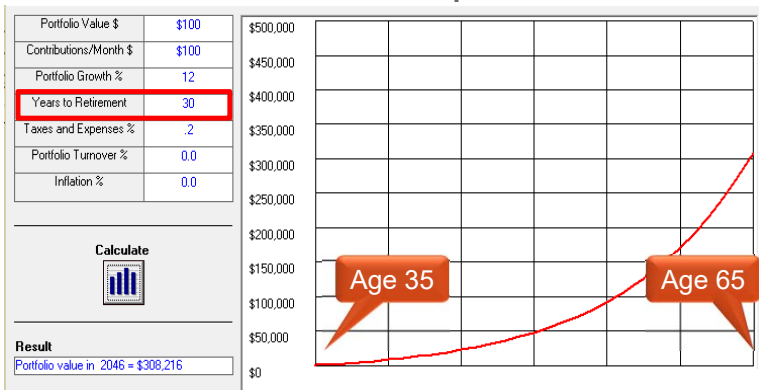 Portfolio Value $ $100
Contributions/Month $ $100
Portfolio Growth % 12
Years to Retirement 30
Taxes and Expenses % .2
Portfolio Turnover % 0.0
Inflation % 0.0
Calculate
Result
Portfolio value in 2046 = $308,216
$500,000
$450,000
$400,000
$350,000
$300,000
$250,000
$200,000
$150,000
$100,000
$50,000
$0
Age 35
Age 65